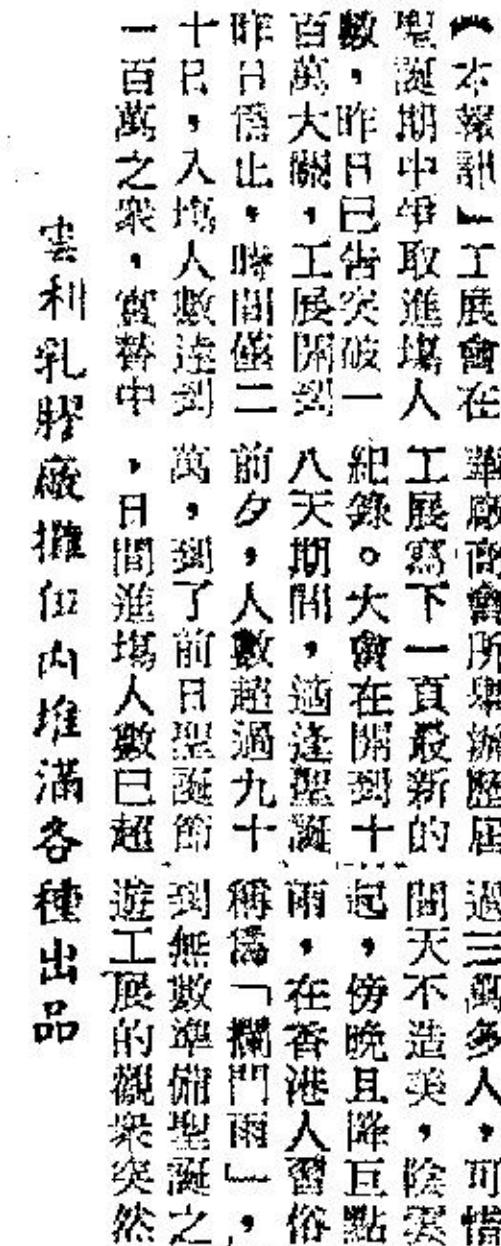 「本報訊」工展會在
聖誕期中爭取進塲人
數,昨日已告突破一
百萬大關,工展開到
昨日爲止,時間僅二
十日,入塲人數達到
一百萬之衆,實替中
華廠商會所舉辦歷屆
工展寫下一頁最新的
紀錄。大會在開到十
八天期間,適逢聖誕
前夕,人數超過九十
萬,到了前日聖誕節
,日間進塲人數已超
過三萬多人,可惜
間天不造美,陰雲
起,傍晚且降巨點
雨,在香港人習俗
稱爲「攔門雨」,
到無數準備聖誕之
遊工展的觀衆突然
雲利乳膠廠攤位內堆滿各種出品